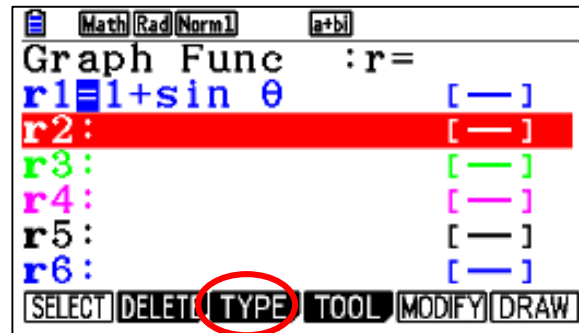 Math Rad Norm1 a+bi
Graph Func :r=
r1=1+sin θ [—]
r2: [—]
r3: [—]
r4: [—]
r5: [—]
r6: [—]
SELECT DELETE TYPE TOOL MODIFY DRAW